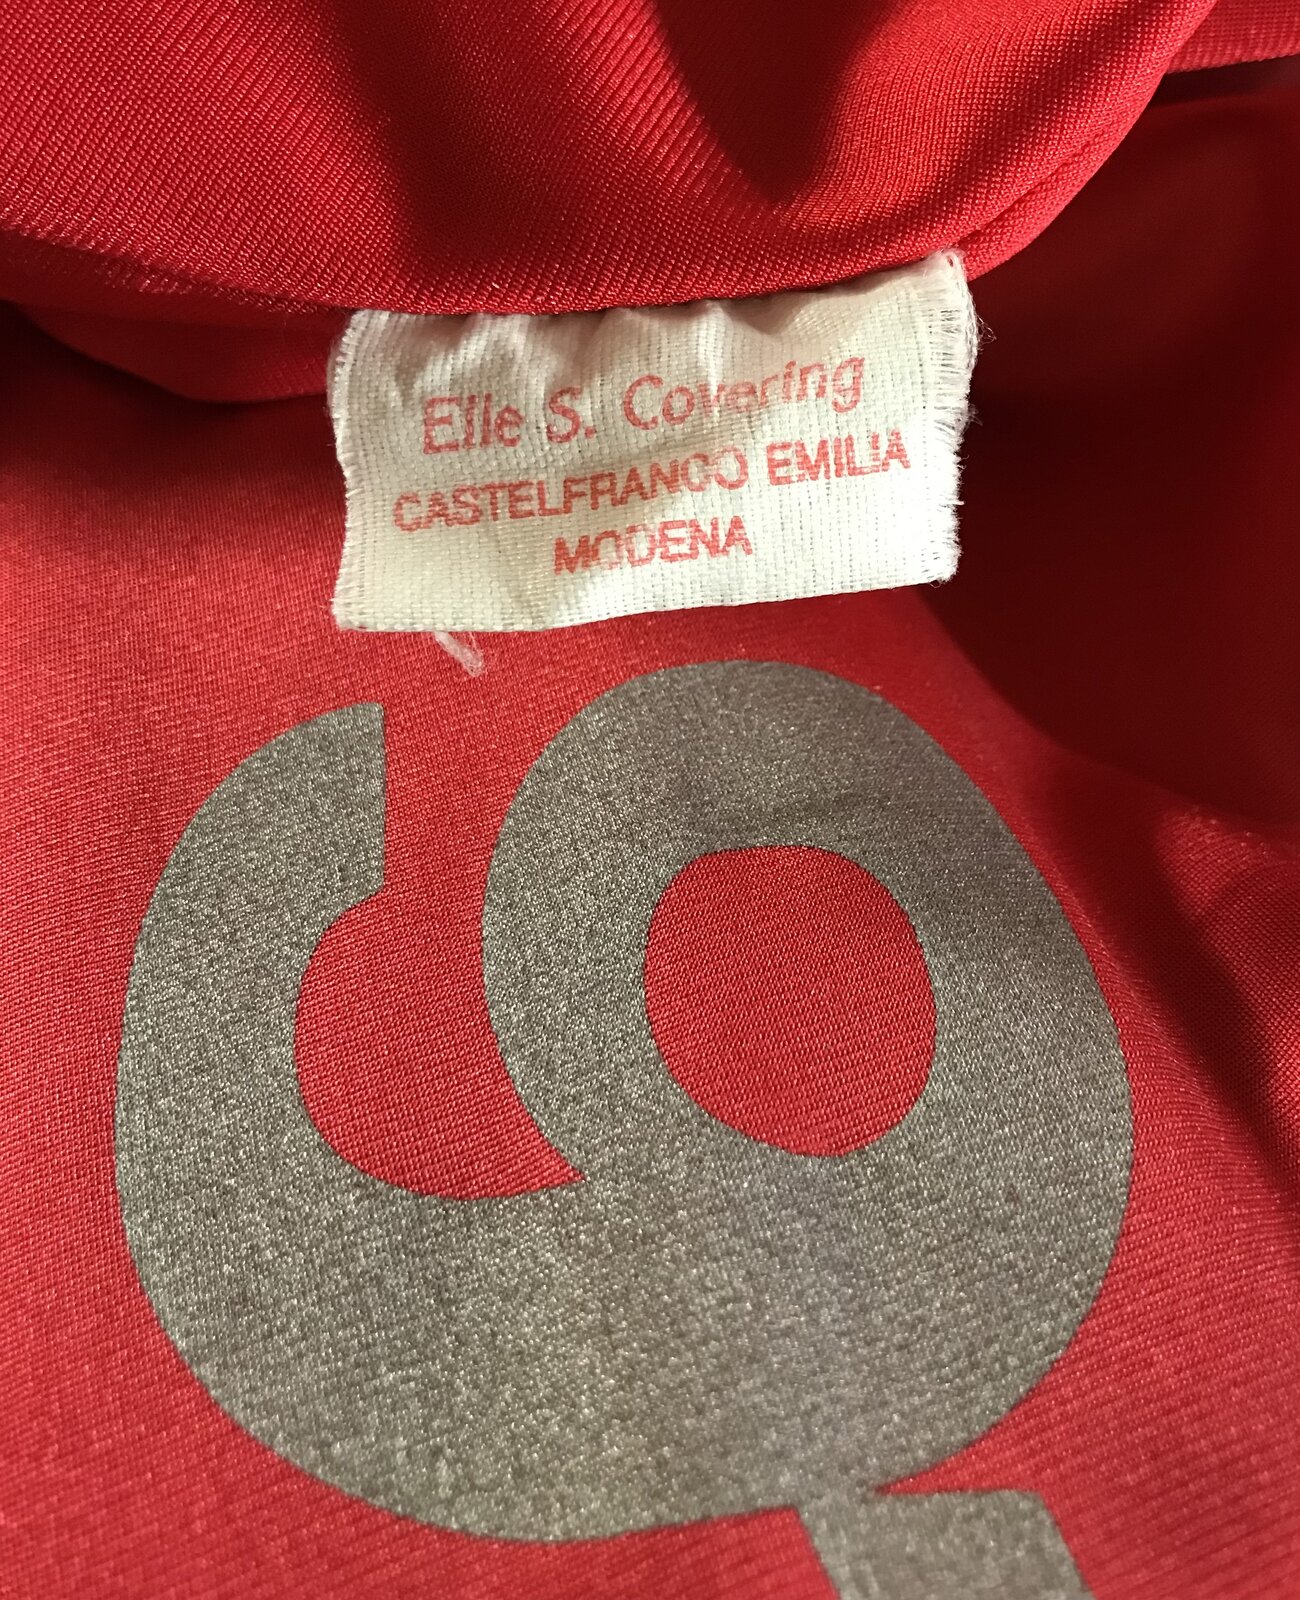 Elle S. Covering
CASTELFRANCO EMILIA
MODENA